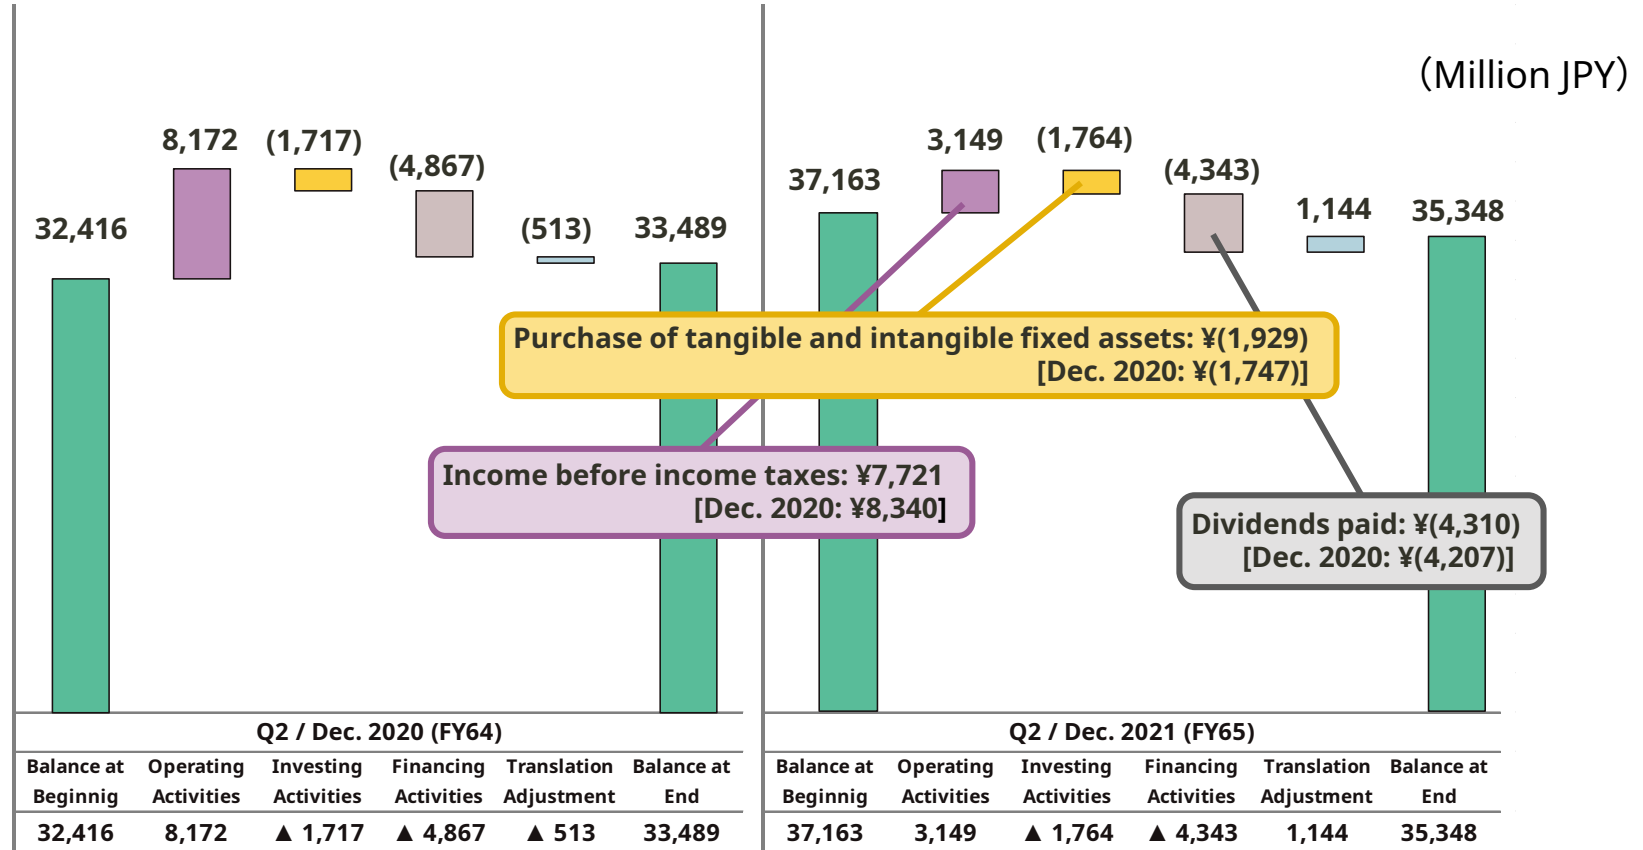 （Million JPY）
32,416
8,172
(1,717)
(4,867)
(513)
33,489
37,163
3,149
(1,764)
(4,343)
1,144
35,348
Purchase of tangible and intangible fixed assets: ¥(1,929)
[Dec. 2020: ¥(1,747)]
Income before income taxes: ¥7,721
[Dec. 2020: ¥8,340]
Dividends paid: ¥(4,310)
[Dec. 2020: ¥(4,207)]
Q2 / Dec. 2020 (FY64)
Balance at Operating Investing Financing Translation Balance at
Beginnig Activities Activities Activities Adjustment End
32,416 8,172 ▲ 1,717 ▲ 4,867 ▲ 513 33,489
Q2 / Dec. 2021 (FY65)
Balance at Operating Investing Financing Translation Balance at
Beginnig Activities Activities Activities Adjustment End
37,163 3,149 ▲ 1,764 ▲ 4,343 1,144 35,348